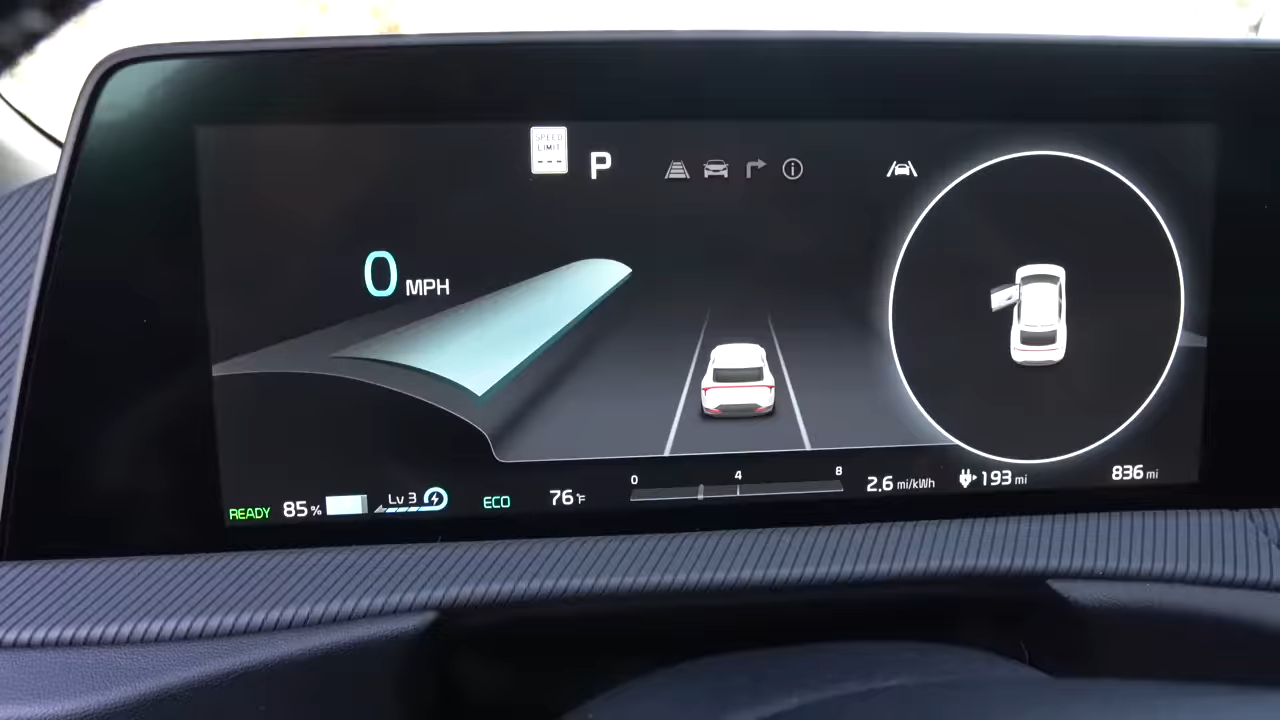 SPEED
LIMIT
---
P
0 MPH
0 4 8
READY 85% Lv 3 ECO 76°F 2.6 mi/kWh 193 mi 836 mi